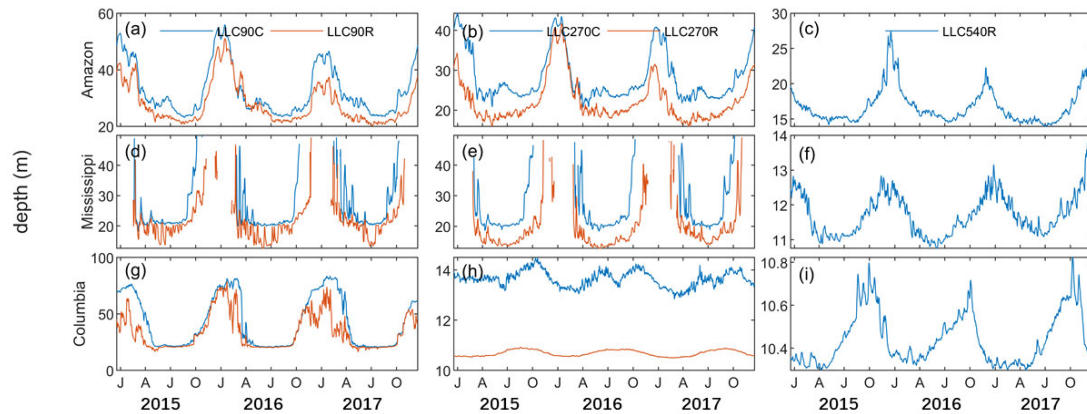 (a) LLC90C LLC90R
(b) LLC270C LLC270R
(c) LLC540R
Amazon
60
40
20
40
30
20
30
25
20
15
(d) (e) (f)
Mississippi
40
30
20
40
30
20
14
13
12
11
(g) (h) (i)
Columbia
100
50
0
14
12
10
10.8
10.6
10.4
depth (m)
J A J O J A J O J A J O
J A J O J A J O J A J O
J A J O J A J O J A J O
2015 2016 2017
2015 2016 2017
2015 2016 2017